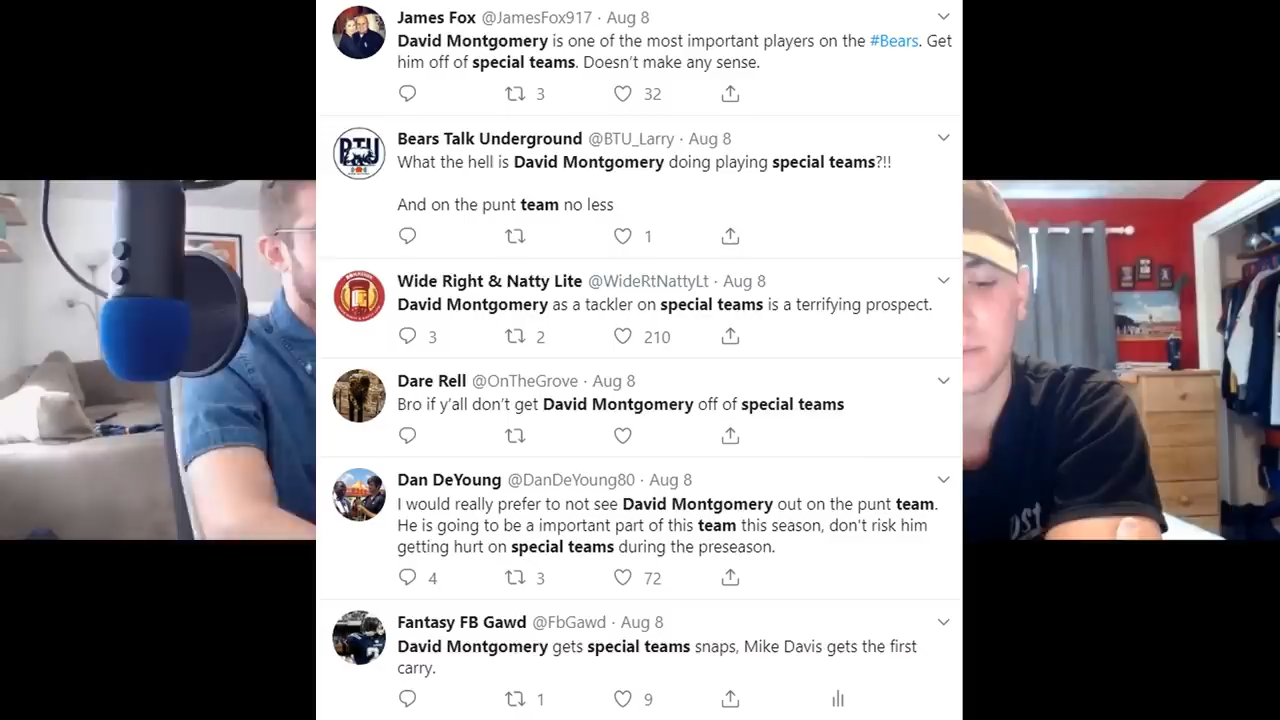 James Fox @JamesFox917 · Aug 8
David Montgomery is one of the most important players on the #Bears. Get
him off of special teams. Doesn't make any sense.
3 32
Bears Talk Underground @BTU_Larry · Aug 8
BTU
What the hell is David Montgomery doing playing special teams?!!
And on the punt team no less
1
Wide Right & Natty Lite @WideRtNattyLt · Aug 8
David Montgomery as a tackler on special teams is a terrifying prospect.
3 2 210
Dare Rell @OnTheGrove · Aug 8
Bro if y'all don't get David Montgomery off of special teams
Dan DeYoung @DanDeYoung80 · Aug 8
I would really prefer to not see David Montgomery out on the punt team.
He is going to be a important part of this team this season, don't risk him
getting hurt on special teams during the preseason.
4 3 72
Fantasy FB Gawd @FbGawd · Aug 8
David Montgomery gets special teams snaps, Mike Davis gets the first
carry.
1 9